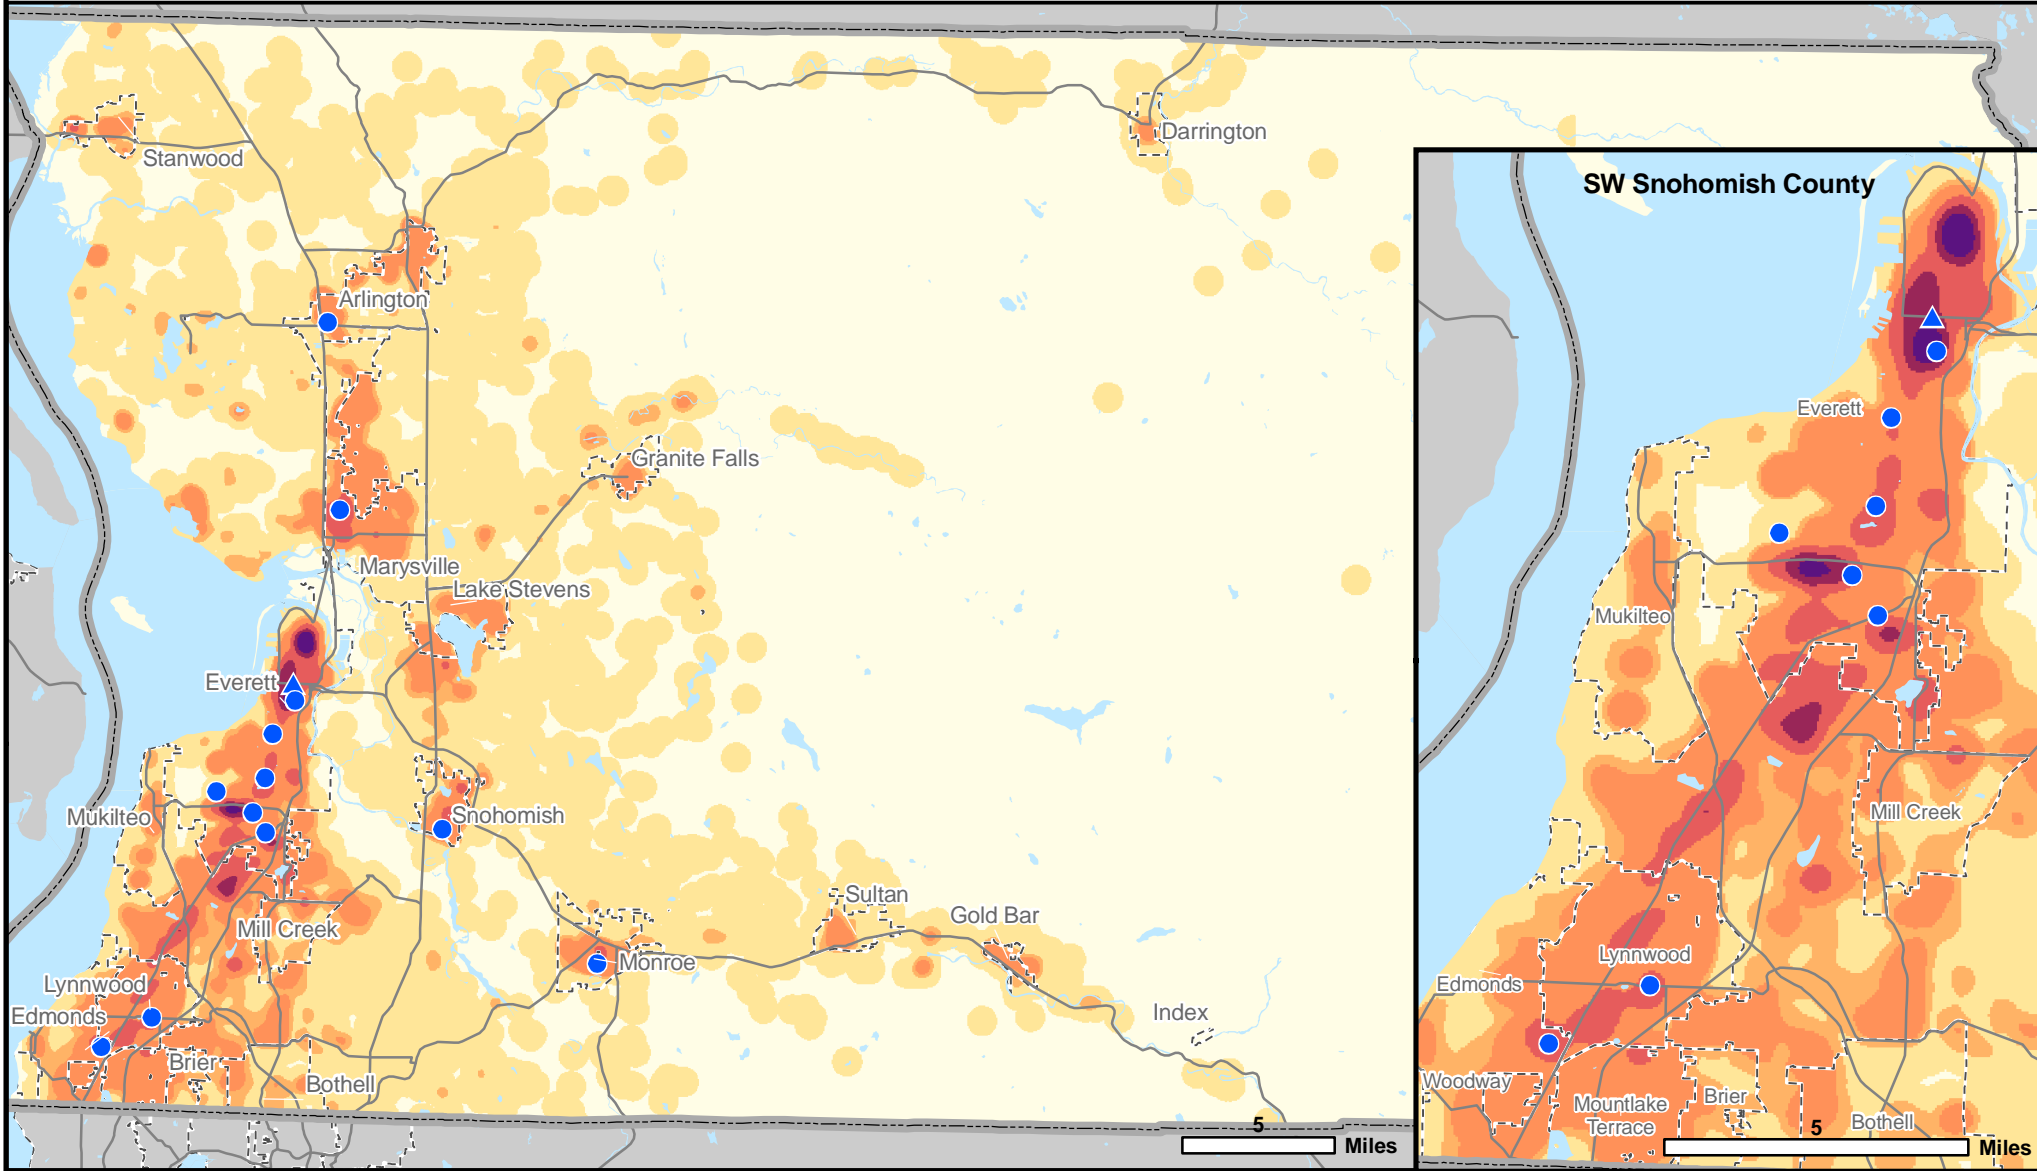 Darrington
Stanwood
SW Snohomish County
Arlington
Everett
Granite Falls
Marysville
Lake Stevens
Mukilteo
Everett
Mukilteo
Snohomish
Mill Creek
Sultan
Gold Bar
Mill Creek
Monroe
Lynnwood
Lynnwood
Edmonds
Edmonds
Index
Brier
Bothell
Woodway
Mountlake
Terrace
Brier
Bothell
5
Miles
5
Miles